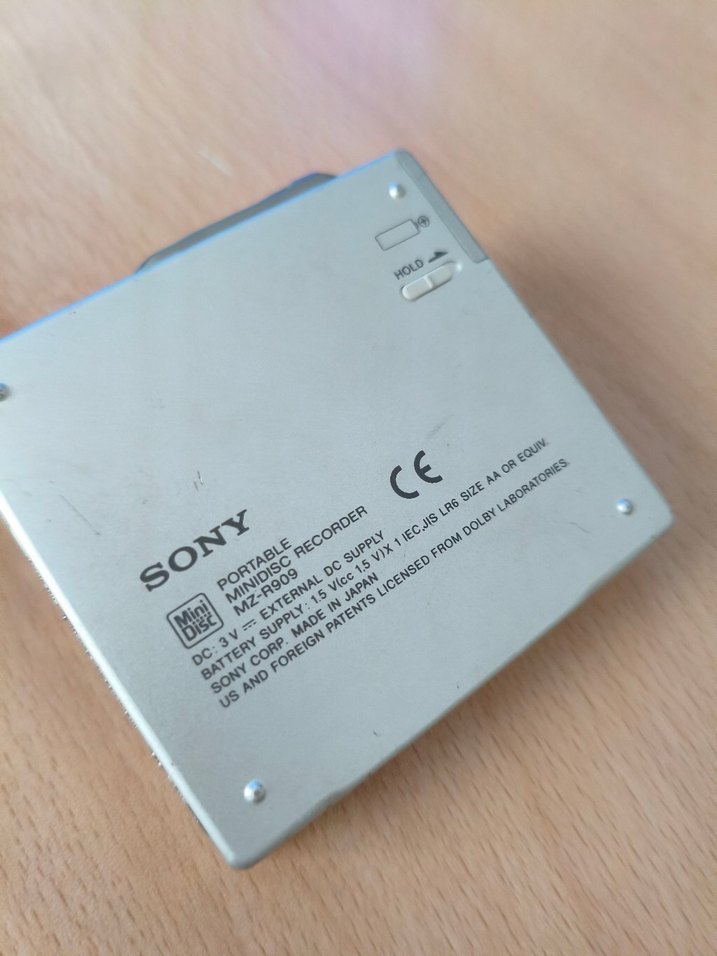 HOLD
SONY
Mini Disc
PORTABLE
MINIDISC RECORDER
MZ-R909
CE
DC: 3 V ⎓ EXTERNAL DC SUPPLY
BATTERY SUPPLY: 1.5 V(cc 1,5 V)X 1 IEC,JIS LR6 SIZE AA OR EQUIV.
SONY CORP. MADE IN JAPAN
US AND FOREIGN PATENTS LICENSED FROM DOLBY LABORATORIES.